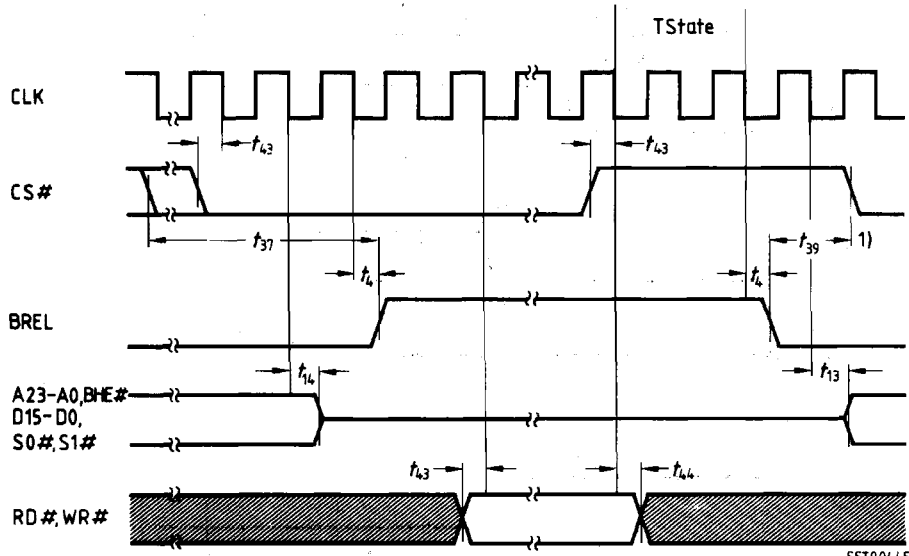 TState
CLK
t43
t43
CS#
t37
t39
1)
t4
t4
BREL
t14
t13
A23-A0,BHE#
D15-D0,
S0#,S1#
t43
t44
RD#,WR#